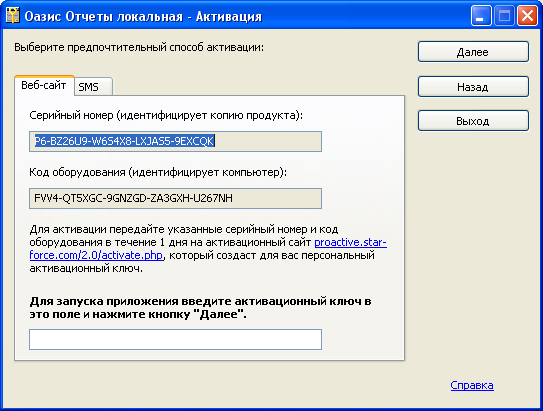 Оазис Отчеты локальная - Активация
Выберите предпочтительный способ активации:
Далее
Веб-сайт
SMS
Назад
Серийный номер (идентифицирует копию продукта):
Выход
P6-BZ26U9-W6S4X8-LXJAS5-9EXCQK
Код оборудования (идентифицирует компьютер):
FVV4-QT5XGC-9GNZGD-ZA3GXH-U267NH
Для активации передайте указанные серийный номер и код
оборудования в течение 1 дня на активационный сайт proactive.star-
force.com/2.0/activate.php, который создаст для вас персональный
активационный ключ.
Для запуска приложения введите активационный ключ в
это поле и нажмите кнопку "Далее".
Справка